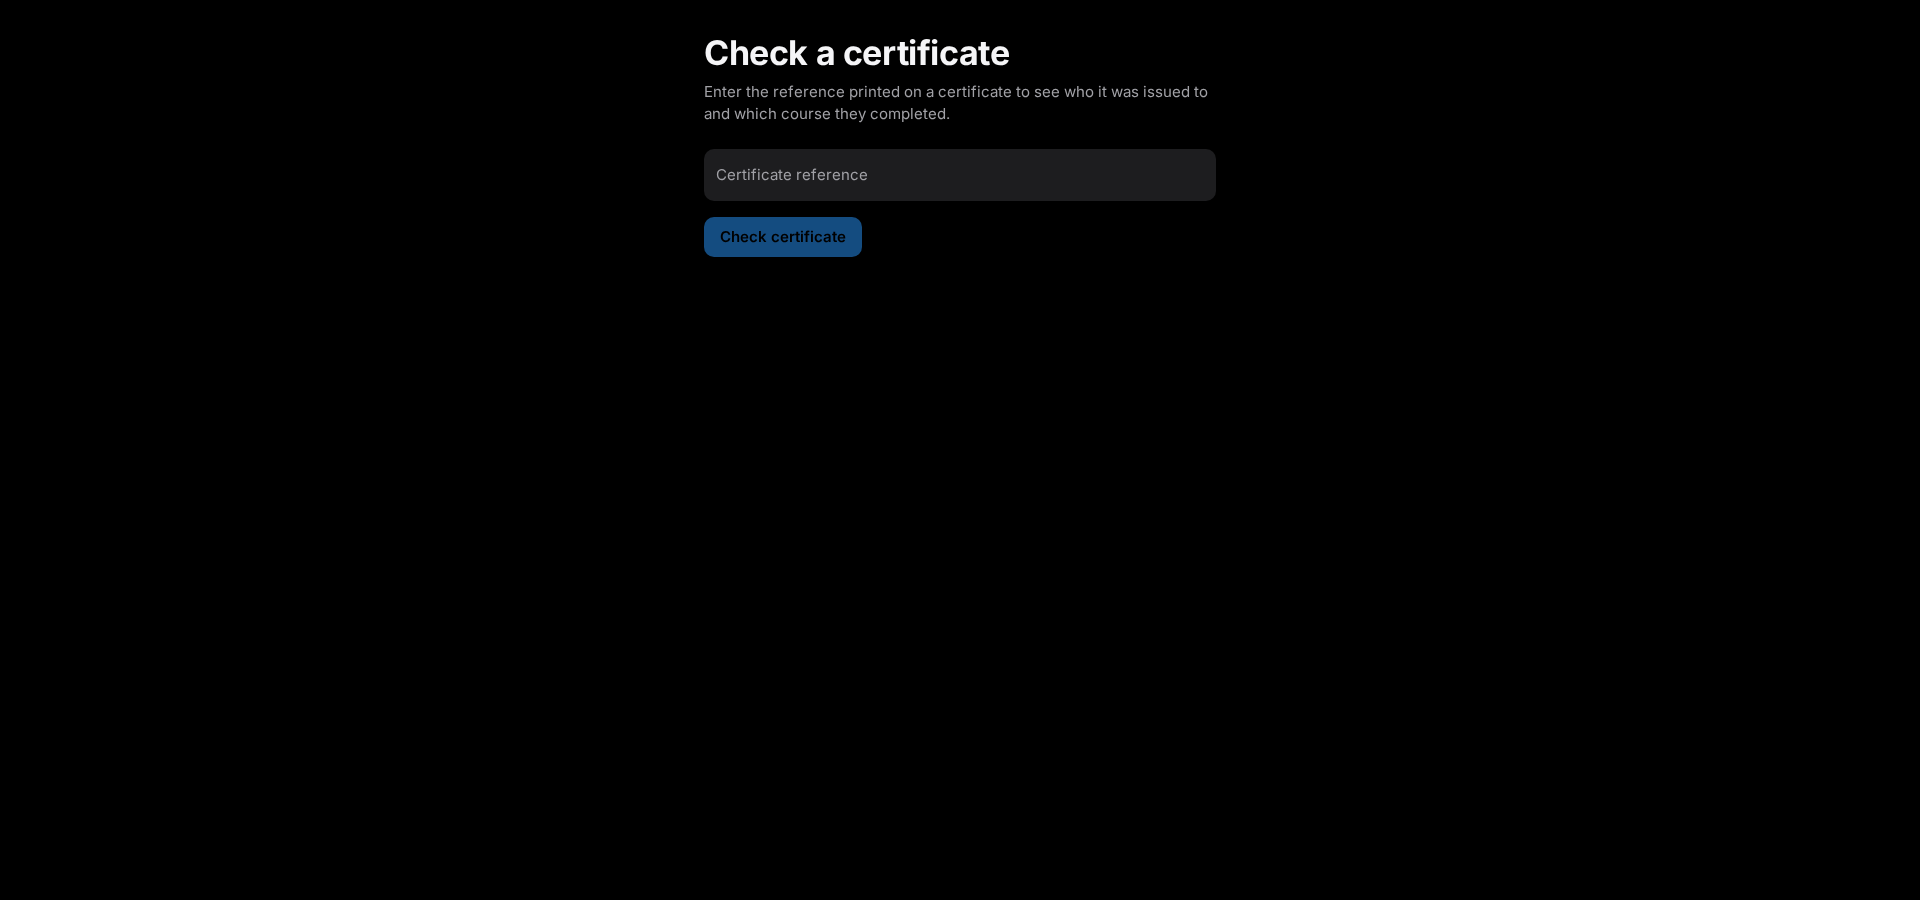 Check a certificate
Enter the reference printed on a certificate to see who it was issued to
and which course they completed.
Certificate reference
Check certificate